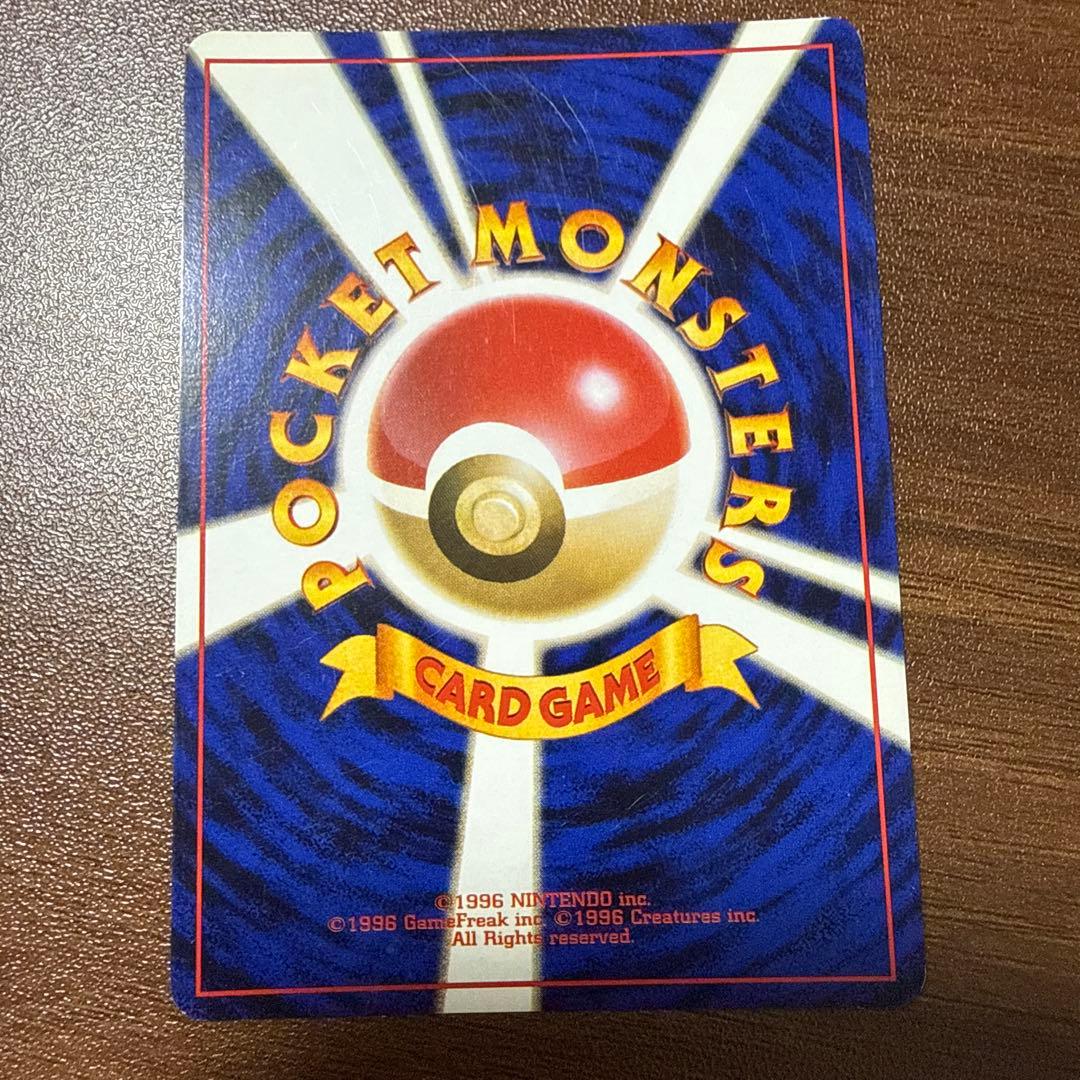 POCKET MONSTERS
CARD GAME
©1996 NINTENDO inc.
©1996 GameFreak inc. ©1996 Creatures inc.
All Rights reserved.